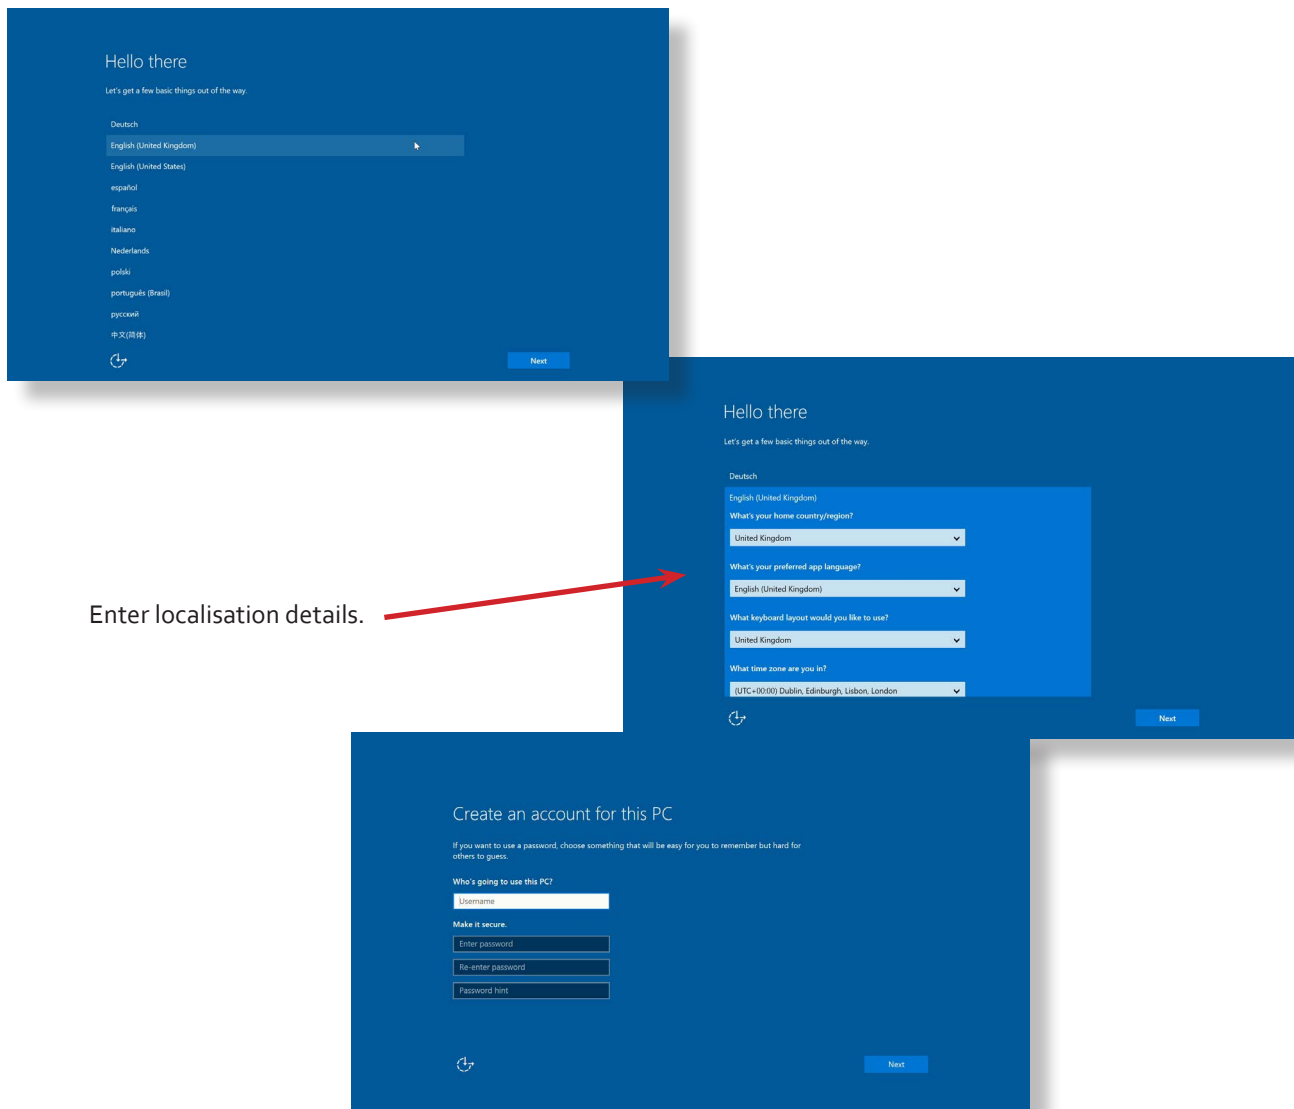 Hello there
Let's get a few basic things out of the way.
Deutsch
English (United Kingdom)
English (United States)
español
français
italiano
Nederlands
polski
português (Brasil)
русский
中文(简体)
Next
Hello there
Let's get a few basic things out of the way.
Deutsch
English (United Kingdom)
What's your home country/region?
United Kingdom
What's your preferred app language?
English (United Kingdom)
What keyboard layout would you like to use?
United Kingdom
What time zone are you in?
(UTC+00:00) Dublin, Edinburgh, Lisbon, London
Next
Enter localisation details.
Create an account for this PC
If you want to use a password, choose something that will be easy for you to remember but hard for
others to guess.
Who's going to use this PC?
Username
Make it secure.
Enter password
Re-enter password
Password hint
Next